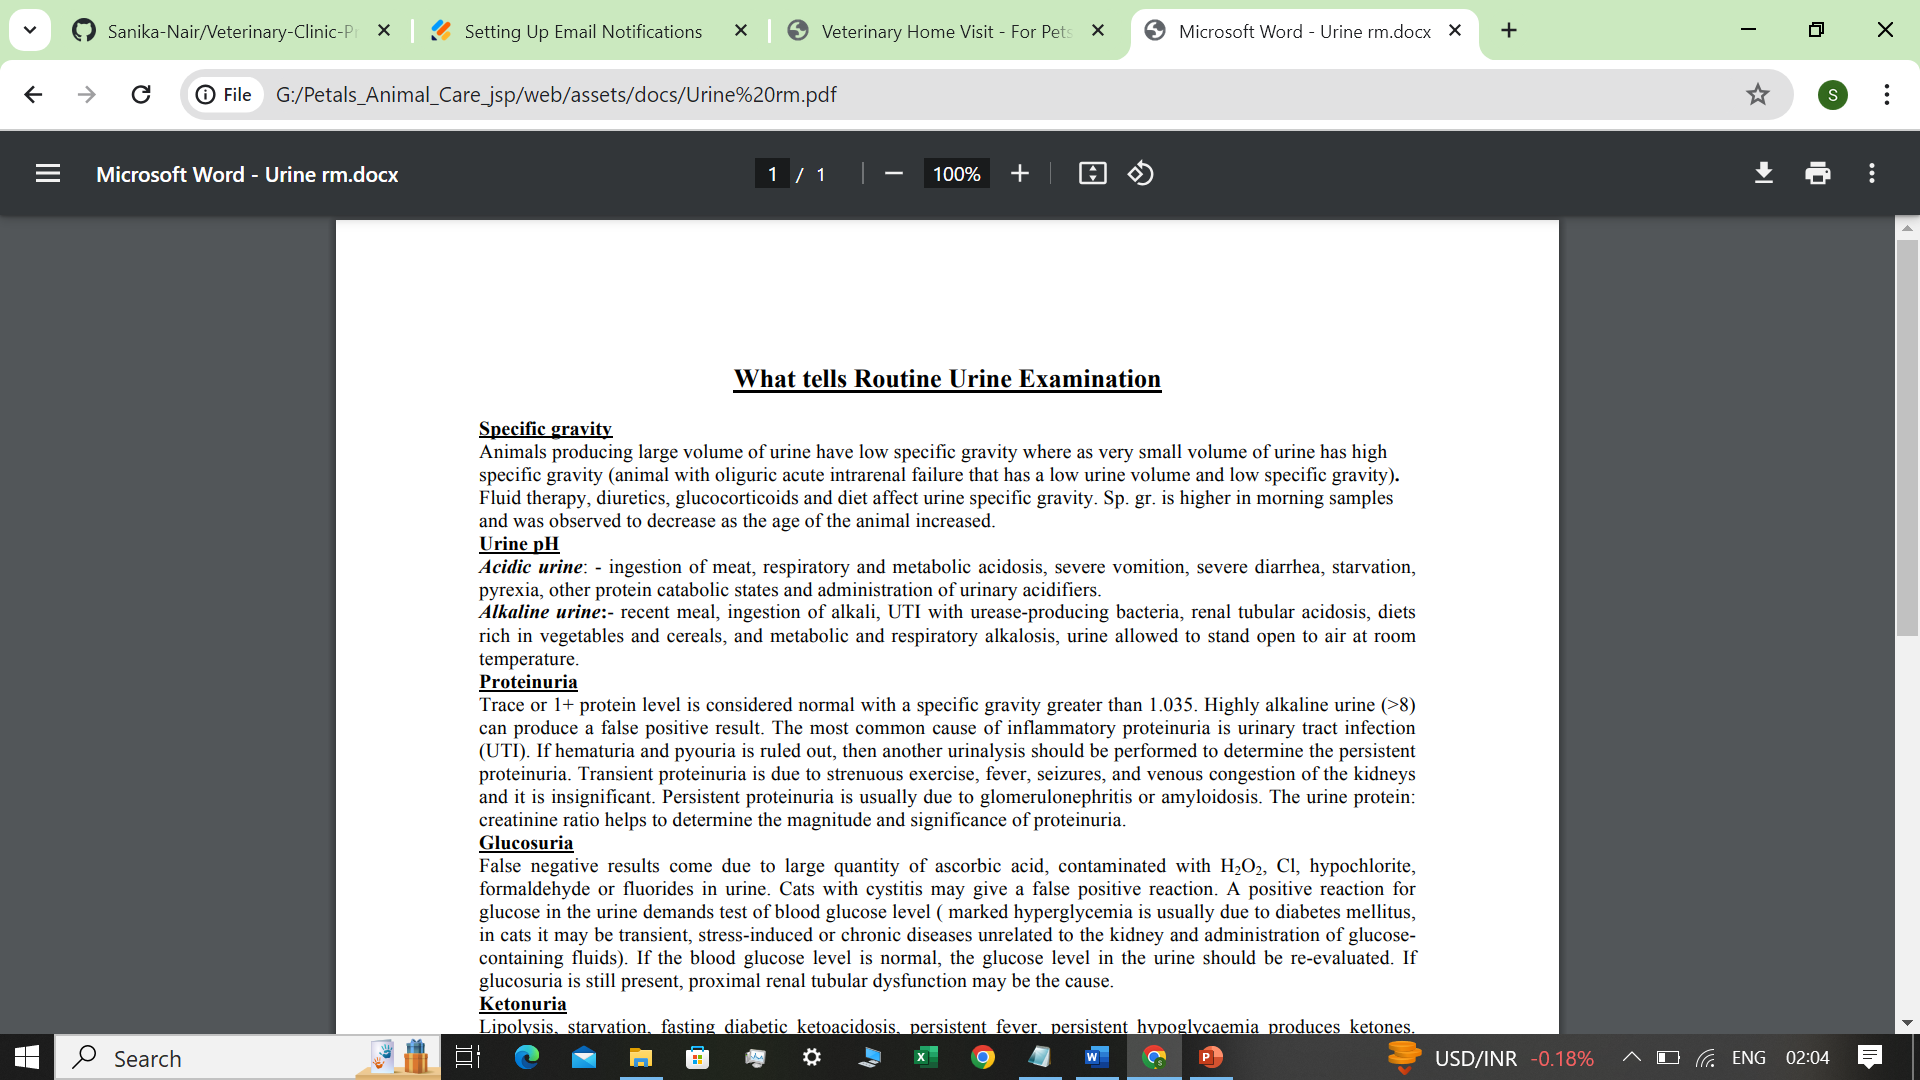 Sanika-Nair/Veterinary-Clinic-P
Setting Up Email Notifications
Veterinary Home Visit - For Pets
Microsoft Word - Urine rm.docx
File
G:/Petals_Animal_Care_jsp/web/assets/docs/Urine%20rm.pdf
S
Microsoft Word - Urine rm.docx
1 / 1
100%
What tells Routine Urine Examination
Specific gravity
Animals producing large volume of urine have low specific gravity where as very small volume of urine has high
specific gravity (animal with oliguric acute intrarenal failure that has a low urine volume and low specific gravity).
Fluid therapy, diuretics, glucocorticoids and diet affect urine specific gravity. Sp. gr. is higher in morning samples
and was observed to decrease as the age of the animal increased.
Urine pH
Acidic urine: - ingestion of meat, respiratory and metabolic acidosis, severe vomition, severe diarrhea, starvation,
pyrexia, other protein catabolic states and administration of urinary acidifiers.
Alkaline urine:- recent meal, ingestion of alkali, UTI with urease-producing bacteria, renal tubular acidosis, diets
rich in vegetables and cereals, and metabolic and respiratory alkalosis, urine allowed to stand open to air at room
temperature.
Proteinuria
Trace or 1+ protein level is considered normal with a specific gravity greater than 1.035. Highly alkaline urine (>8)
can produce a false positive result. The most common cause of inflammatory proteinuria is urinary tract infection
(UTI). If hematuria and pyouria is ruled out, then another urinalysis should be performed to determine the persistent
proteinuria. Transient proteinuria is due to strenuous exercise, fever, seizures, and venous congestion of the kidneys
and it is insignificant. Persistent proteinuria is usually due to glomerulonephritis or amyloidosis. The urine protein:
creatinine ratio helps to determine the magnitude and significance of proteinuria.
Glucosuria
False negative results come due to large quantity of ascorbic acid, contaminated with H₂O₂, Cl, hypochlorite,
formaldehyde or fluorides in urine. Cats with cystitis may give a false positive reaction. A positive reaction for
glucose in the urine demands test of blood glucose level ( marked hyperglycemia is usually due to diabetes mellitus,
in cats it may be transient, stress-induced or chronic diseases unrelated to the kidney and administration of glucose-
containing fluids). If the blood glucose level is normal, the glucose level in the urine should be re-evaluated. If
glucosuria is still present, proximal renal tubular dysfunction may be the cause.
Ketonuria
Lipolysis, starvation, fasting diabetic ketoacidosis, persistent fever, persistent hypoglycaemia produces ketones.
Search
USD/INR -0.18%
ENG
02:04